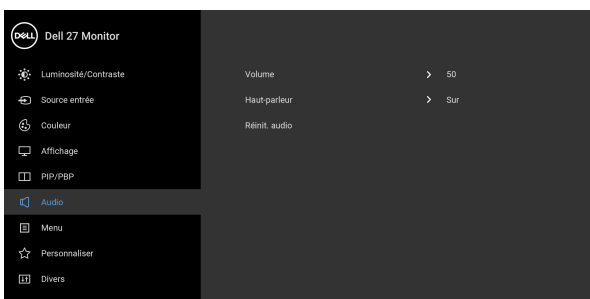 DELL Dell 27 Monitor
Luminosité/Contraste
Source entrée
Couleur
Affichage
PIP/PBP
Audio
Menu
Personnaliser
Divers
Volume 50
Haut-parleur Sur
Réinit. audio